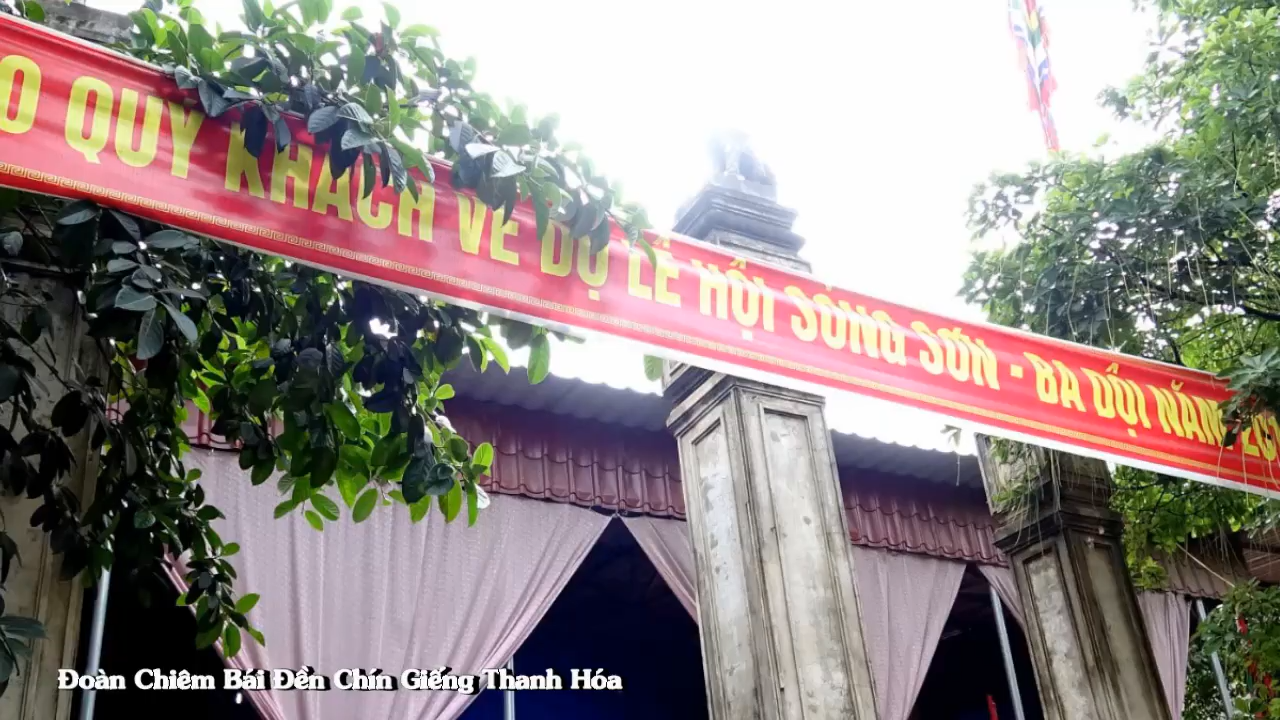 QUÝ KHÁCH VỀ DỰ LỄ HỘI SÒNG SƠN - BA DỘI NĂM
Đoàn Chiêm Bái Đền Chín Giếng Thanh Hóa